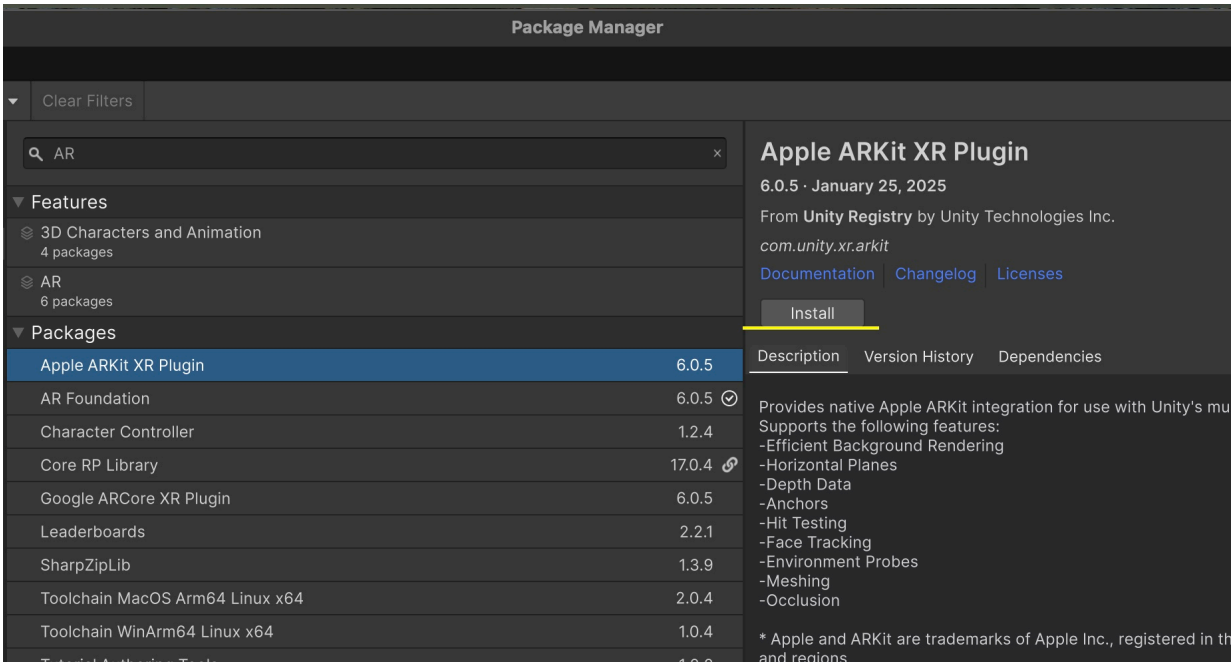 Package Manager
Clear Filters
AR
Features
3D Characters and Animation
4 packages
AR
6 packages
Packages
Apple ARKit XR Plugin 6.0.5
AR Foundation 6.0.5
Character Controller 1.2.4
Core RP Library 17.0.4
Google ARCore XR Plugin 6.0.5
Leaderboards 2.2.1
SharpZipLib 1.3.9
Toolchain MacOS Arm64 Linux x64 2.0.4
Toolchain WinArm64 Linux x64 1.0.4
Apple ARKit XR Plugin
6.0.5 · January 25, 2025
From Unity Registry by Unity Technologies Inc.
com.unity.xr.arkit
Documentation Changelog Licenses
Install
Description Version History Dependencies
Provides native Apple ARKit integration for use with Unity's mu
Supports the following features:
-Efficient Background Rendering
-Horizontal Planes
-Depth Data
-Anchors
-Hit Testing
-Face Tracking
-Environment Probes
-Meshing
-Occlusion
* Apple and ARKit are trademarks of Apple Inc., registered in th
and regions